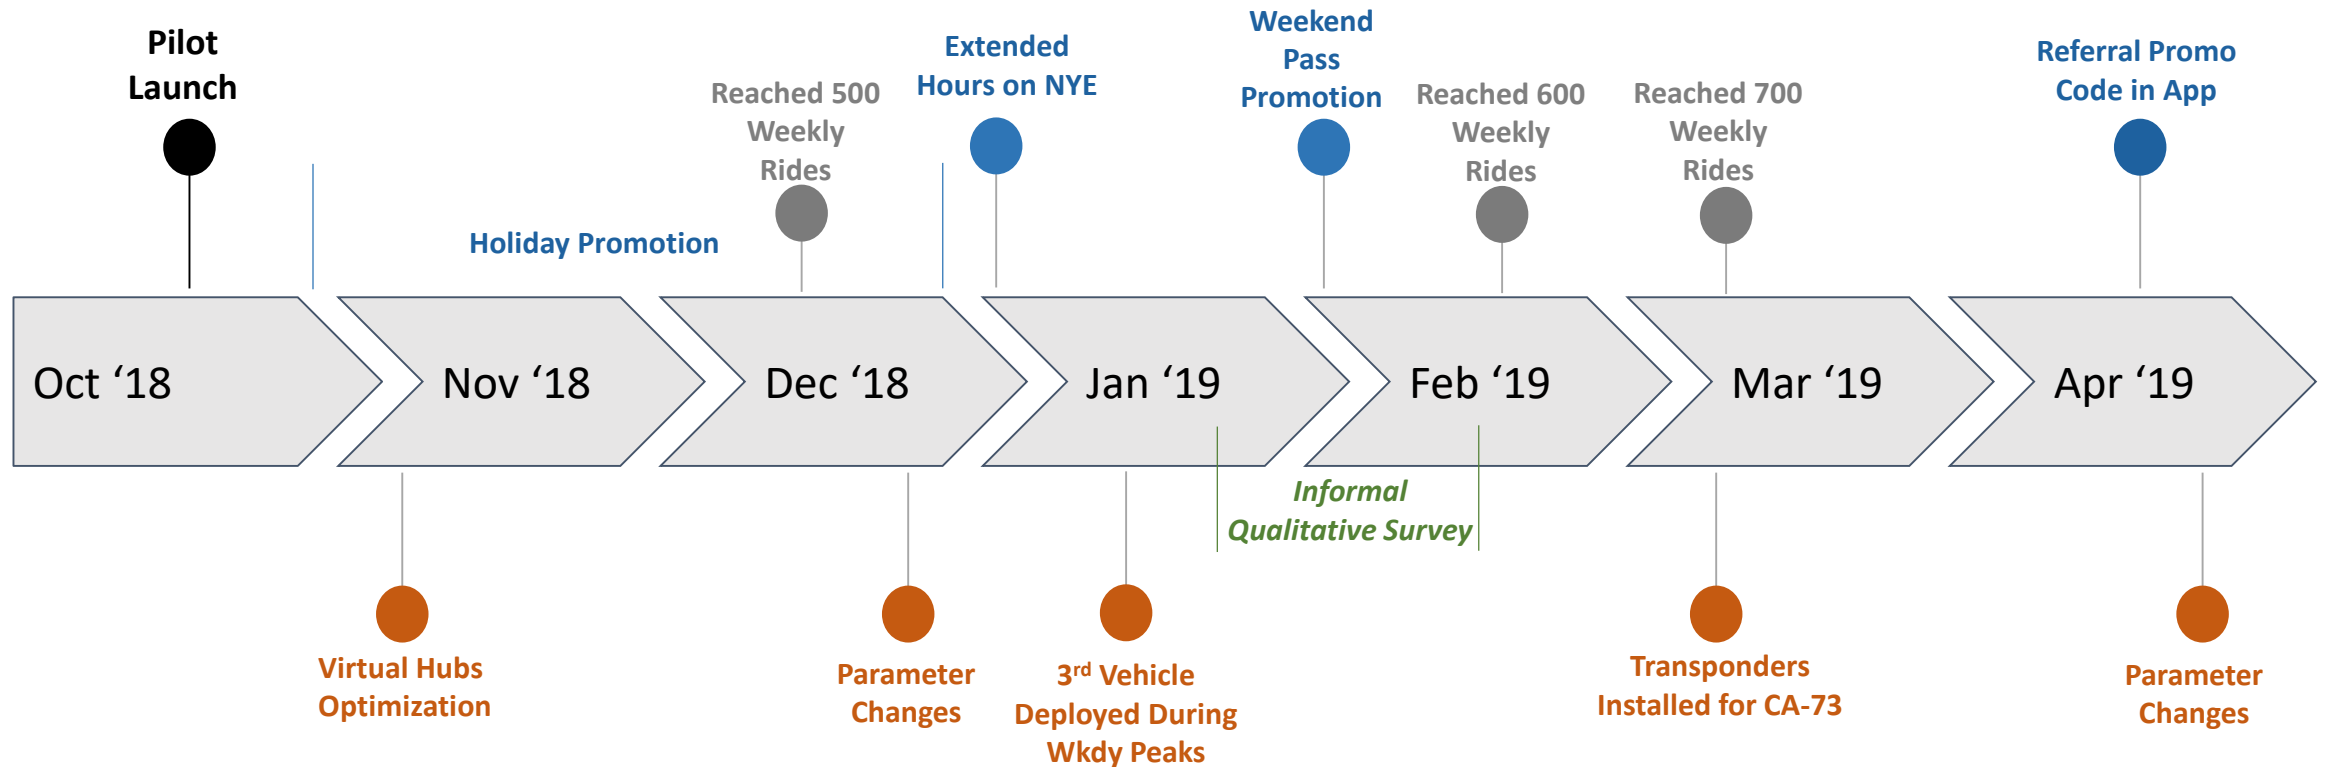 Pilot
Launch
Holiday Promotion
Reached 500
Weekly
Rides
Extended
Hours on NYE
Weekend
Pass
Promotion
Reached 600
Weekly
Rides
Reached 700
Weekly
Rides
Referral Promo
Code in App
Oct ‘18
Nov ‘18
Dec ‘18
Jan ‘19
Feb ‘19
Mar ‘19
Apr ‘19
Informal
Qualitative Survey
Virtual Hubs
Optimization
Parameter
Changes
3rd Vehicle
Deployed During
Wkdy Peaks
Transponders
Installed for CA-73
Parameter
Changes